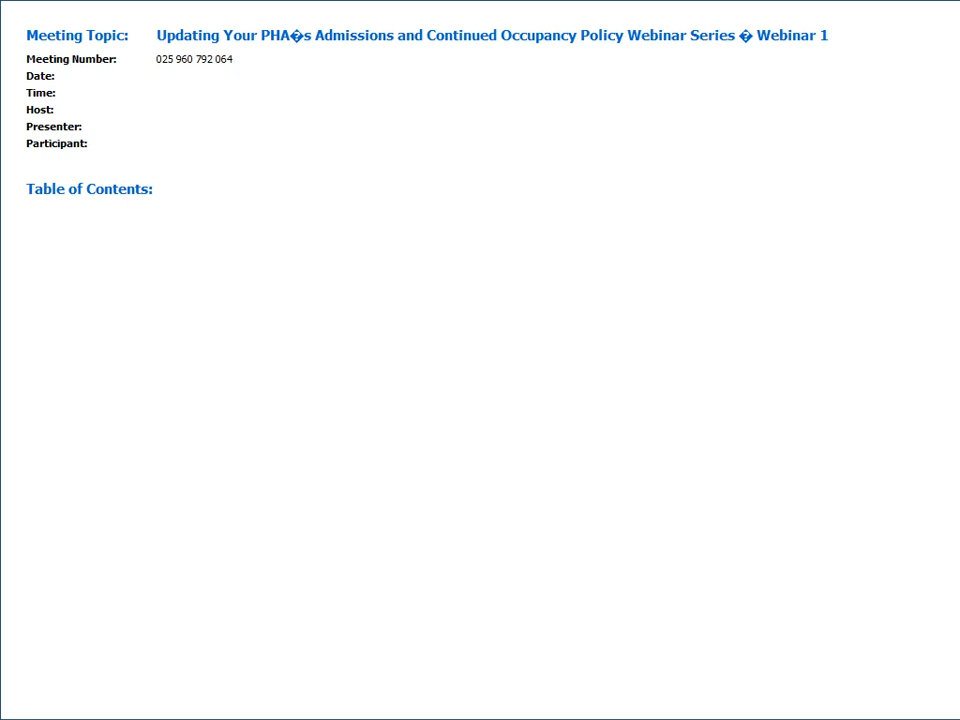 Meeting Topic: Updating Your PHA�s Admissions and Continued Occupancy Policy Webinar Series � Webinar 1
Meeting Number: 025 960 792 064
Date:
Time:
Host:
Presenter:
Participant:
Table of Contents: